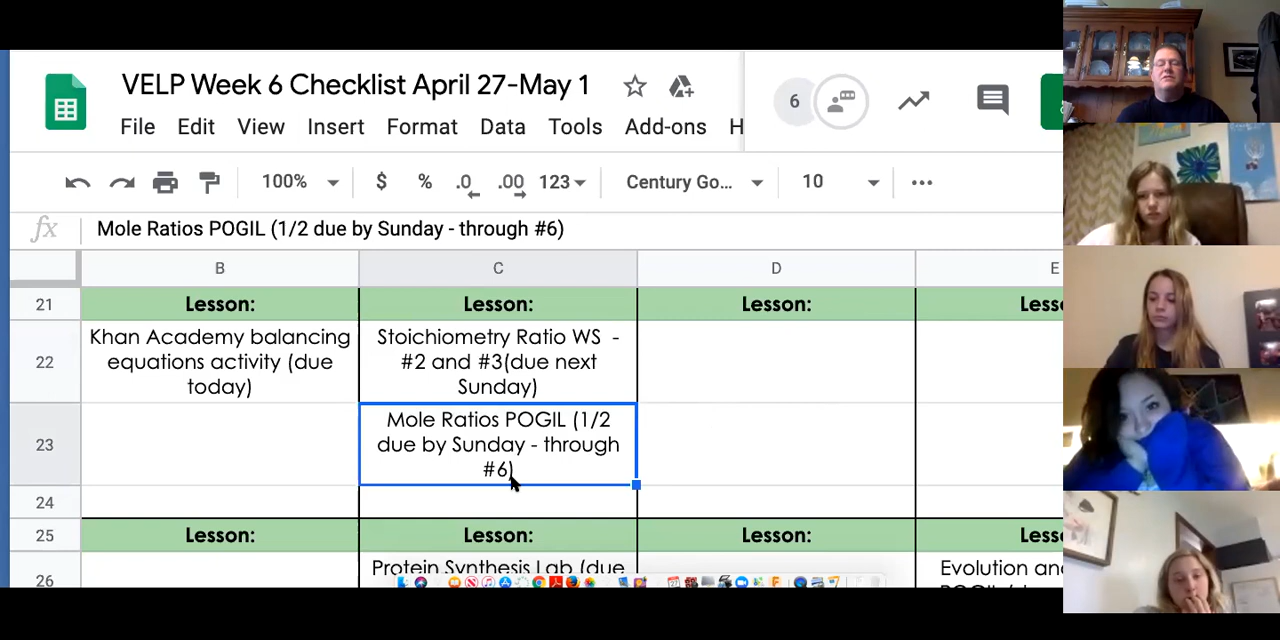 VELP Week 6 Checklist April 27-May 1
File Edit View Insert Format Data Tools Add-ons H
6
100% $ % .0 .00 123 Century Go... 10
fx Mole Ratios POGIL (1/2 due by Sunday - through #6)
B C D E
21 Lesson: Lesson: Lesson: Less
22
Khan Academy balancing
equations activity (due
today)
Stoichiometry Ratio WS -
#2 and #3(due next
Sunday)
23
Mole Ratios POGIL (1/2
due by Sunday - through
#6)
24
25 Lesson: Lesson: Lesson: Less
26
Protein Synthesis Lab (due
Evolution an